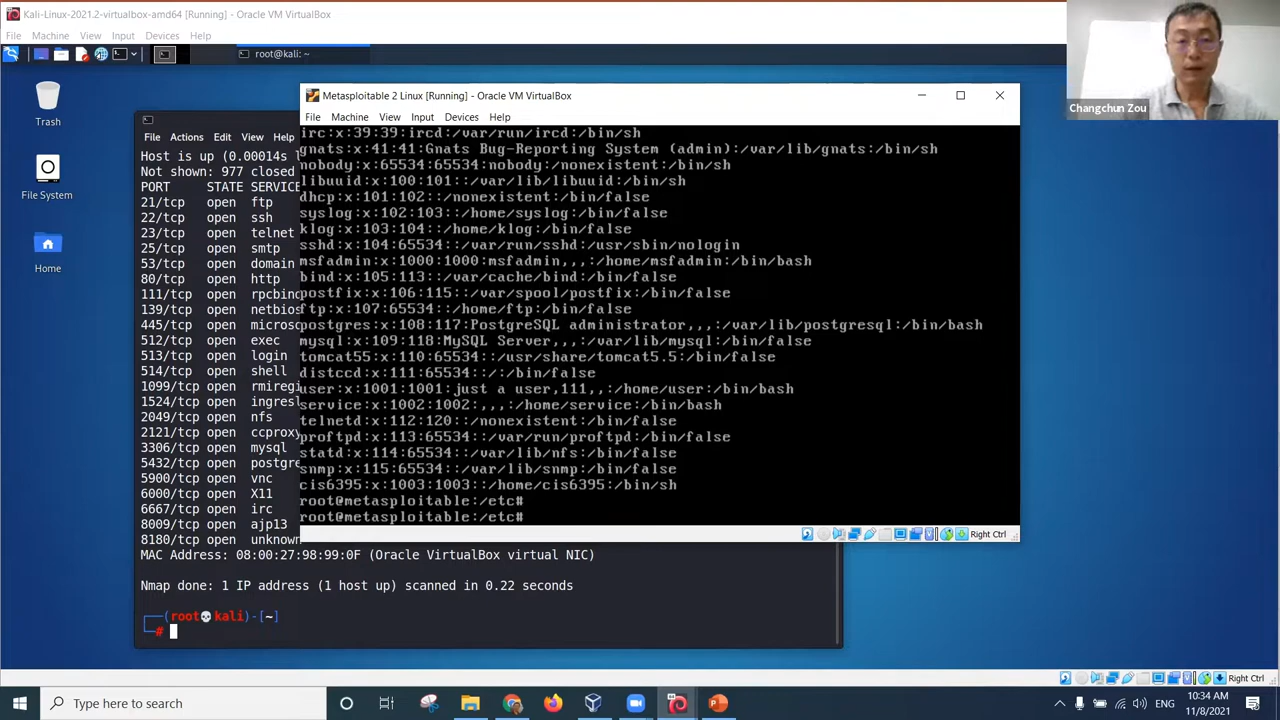 Kali-Linux-2021.2-virtualbox-amd64 [Running] - Oracle VM VirtualBox
File Machine View Input Devices Help
root@kali: ~
Changchun Zou
Trash
File System
Home
File Actions Edit View Help
Host is up (0.00014s l
Not shown: 977 closed
PORT STATE SERVICE
21/tcp open ftp
22/tcp open ssh
23/tcp open telnet
25/tcp open smtp
53/tcp open domain
80/tcp open http
111/tcp open rpcbind
139/tcp open netbios
445/tcp open microso
512/tcp open exec
513/tcp open login
514/tcp open shell
1099/tcp open rmiregi
1524/tcp open ingresl
2049/tcp open nfs
2121/tcp open ccproxy
3306/tcp open mysql
5432/tcp open postgre
5900/tcp open vnc
6000/tcp open X11
6667/tcp open irc
8009/tcp open ajp13
8180/tcp open unknown
MAC Address: 08:00:27:98:99:0F (Oracle VirtualBox virtual NIC)
Nmap done: 1 IP address (1 host up) scanned in 0.22 seconds
(root💀kali)-[~]
#
Metasploitable 2 Linux [Running] - Oracle VM VirtualBox
File Machine View Input Devices Help
irc:x:39:39:ircd:/var/run/ircd:/bin/sh
gnats:x:41:41:Gnats Bug-Reporting System (admin):/var/lib/gnats:/bin/sh
nobody:x:65534:65534:nobody:/nonexistent:/bin/sh
libuuid:x:100:101::/var/lib/libuuid:/bin/sh
dhcp:x:101:102::/nonexistent:/bin/false
syslog:x:102:103::/home/syslog:/bin/false
klog:x:103:104::/home/klog:/bin/false
sshd:x:104:65534::/var/run/sshd:/usr/sbin/nologin
msfadmin:x:1000:1000:msfadmin,,,:/home/msfadmin:/bin/bash
bind:x:105:113::/var/cache/bind:/bin/false
postfix:x:106:115::/var/spool/postfix:/bin/false
ftp:x:107:65534::/home/ftp:/bin/false
postgres:x:108:117:PostgreSQL administrator,,,:/var/lib/postgresql:/bin/bash
mysql:x:109:118:MySQL Server,,,:/var/lib/mysql:/bin/false
tomcat55:x:110:65534::/usr/share/tomcat5.5:/bin/false
distccd:x:111:65534::/:/bin/false
user:x:1001:1001:just a user,111,,:/home/user:/bin/bash
service:x:1002:1002:,,,:/home/service:/bin/bash
telnetd:x:112:120::/nonexistent:/bin/false
proftpd:x:113:65534::/var/run/proftpd:/bin/false
statd:x:114:65534::/var/lib/nfs:/bin/false
snmp:x:115:65534::/var/lib/snmp:/bin/false
cis6395:x:1003:1003::/home/cis6395:/bin/sh
root@metasploitable:/etc#
root@metasploitable:/etc#
Right Ctrl
Right Ctrl
Type here to search
ENG
10:34 AM
11/8/2021